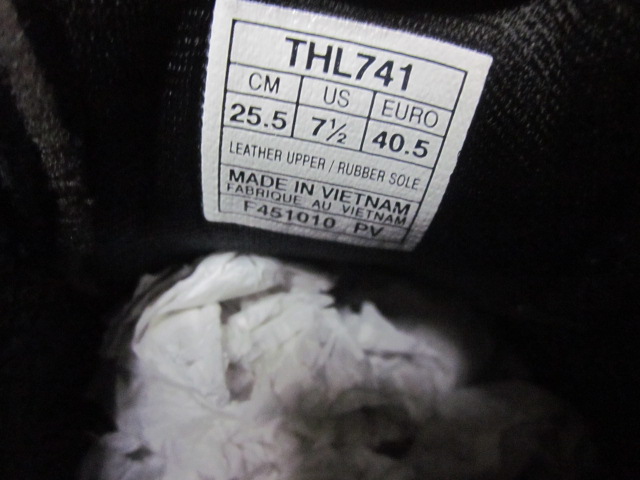 THL741
CM US EURO
25.5 7½ 40.5
LEATHER UPPER / RUBBER SOLE
MADE IN VIETNAM
FABRIQUE AU VIETNAM
F451010 PV